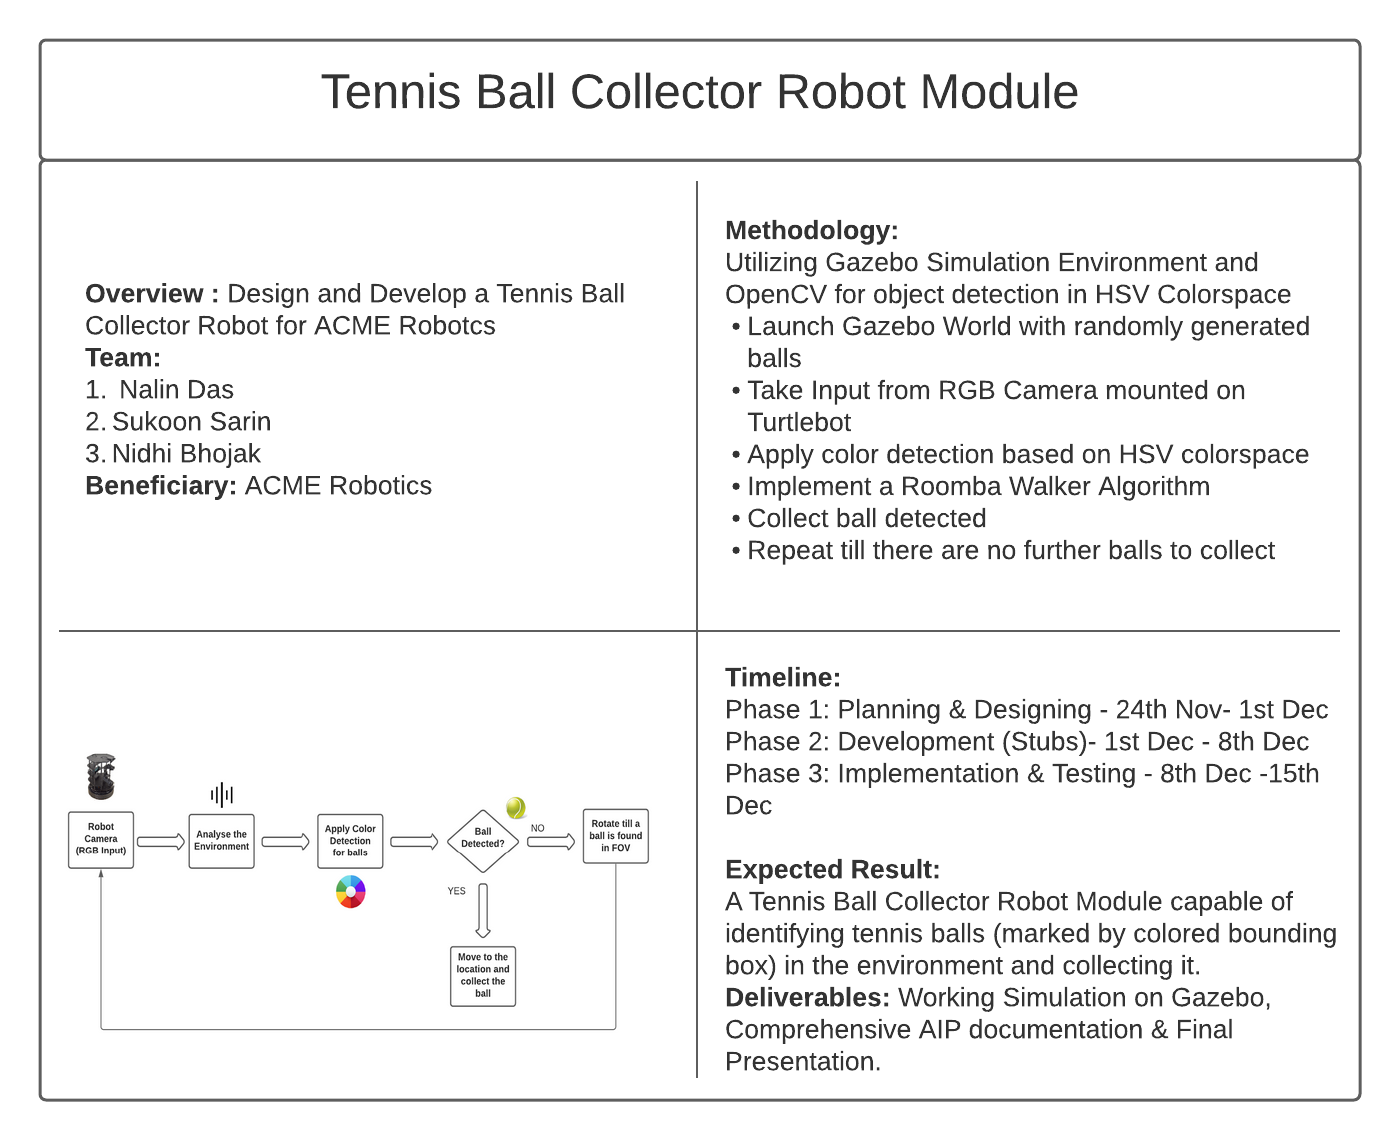 Tennis Ball Collector Robot Module
Overview : Design and Develop a Tennis Ball
Collector Robot for ACME Robotcs
Team:
1. Nalin Das
2. Sukoon Sarin
3. Nidhi Bhojak
Beneficiary: ACME Robotics
Methodology:
Utilizing Gazebo Simulation Environment and
OpenCV for object detection in HSV Colorspace
• Launch Gazebo World with randomly generated
balls
• Take Input from RGB Camera mounted on
Turtlebot
• Apply color detection based on HSV colorspace
• Implement a Roomba Walker Algorithm
• Collect ball detected
• Repeat till there are no further balls to collect
Robot
Camera
(RGB Input)
Analyse the
Environment
Apply Color
Detection
for balls
Ball
Detected?
NO
Rotate till a
ball is found
in FOV
YES
Move to the
location and
collect the
ball
Timeline:
Phase 1: Planning & Designing - 24th Nov- 1st Dec
Phase 2: Development (Stubs)- 1st Dec - 8th Dec
Phase 3: Implementation & Testing - 8th Dec -15th
Dec
Expected Result:
A Tennis Ball Collector Robot Module capable of
identifying tennis balls (marked by colored bounding
box) in the environment and collecting it.
Deliverables: Working Simulation on Gazebo,
Comprehensive AIP documentation & Final
Presentation.